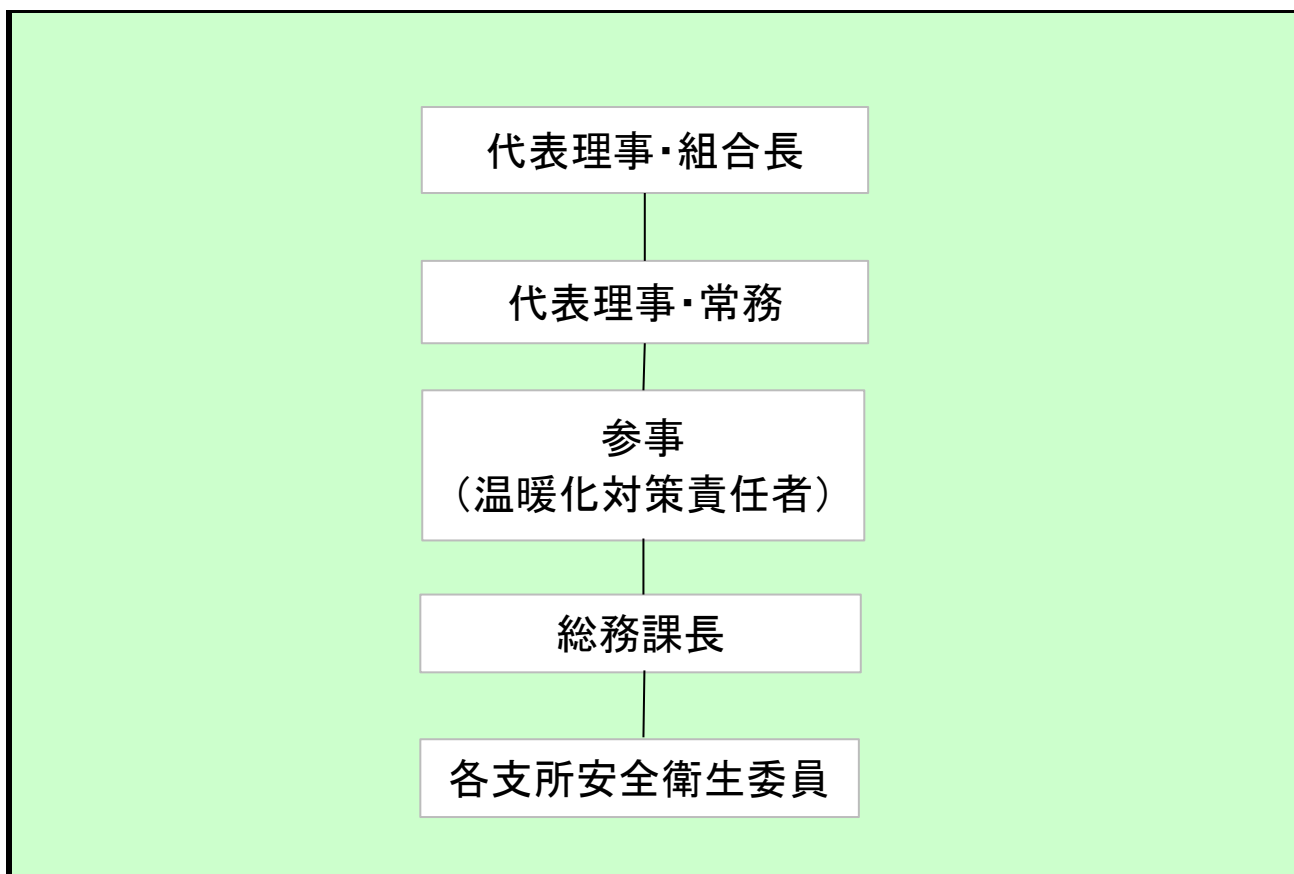 代表理事・組合長
代表理事・常務
参事
（温暖化対策責任者）
総務課長
各支所安全衛生委員